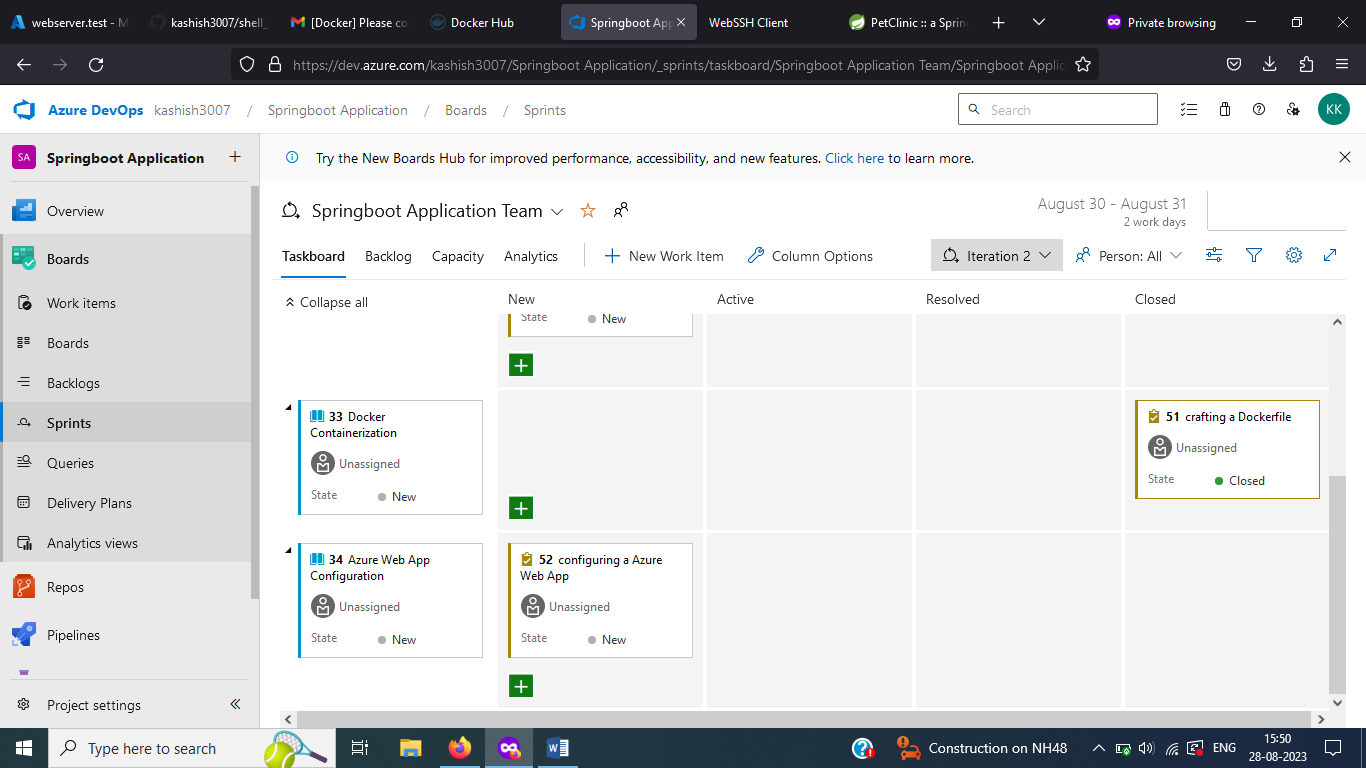 webserver.test - M
kashish3007/shell_
[Docker] Please co
Docker Hub
Springboot App
WebSSH Client
PetClinic :: a Sprin
Private browsing
https://dev.azure.com/kashish3007/Springboot Application/_sprints/taskboard/Springboot Application Team/Springboot Applic
Azure DevOps kashish3007 / Springboot Application / Boards / Sprints
Search
KK
SA Springboot Application
Try the New Boards Hub for improved performance, accessibility, and new features. Click here to learn more.
Overview
Boards
Work items
Boards
Backlogs
Sprints
Queries
Delivery Plans
Analytics views
Repos
Pipelines
Project settings
Springboot Application Team
August 30 - August 31
2 work days
Taskboard Backlog Capacity Analytics New Work Item Column Options Iteration 2 Person: All
Collapse all New Active Resolved Closed
State New
33 Docker
Containerization
Unassigned
State New
51 crafting a Dockerfile
Unassigned
State Closed
34 Azure Web App
Configuration
Unassigned
State New
52 configuring a Azure
Web App
Unassigned
State New
Type here to search
Construction on NH48
ENG
15:50
28-08-2023